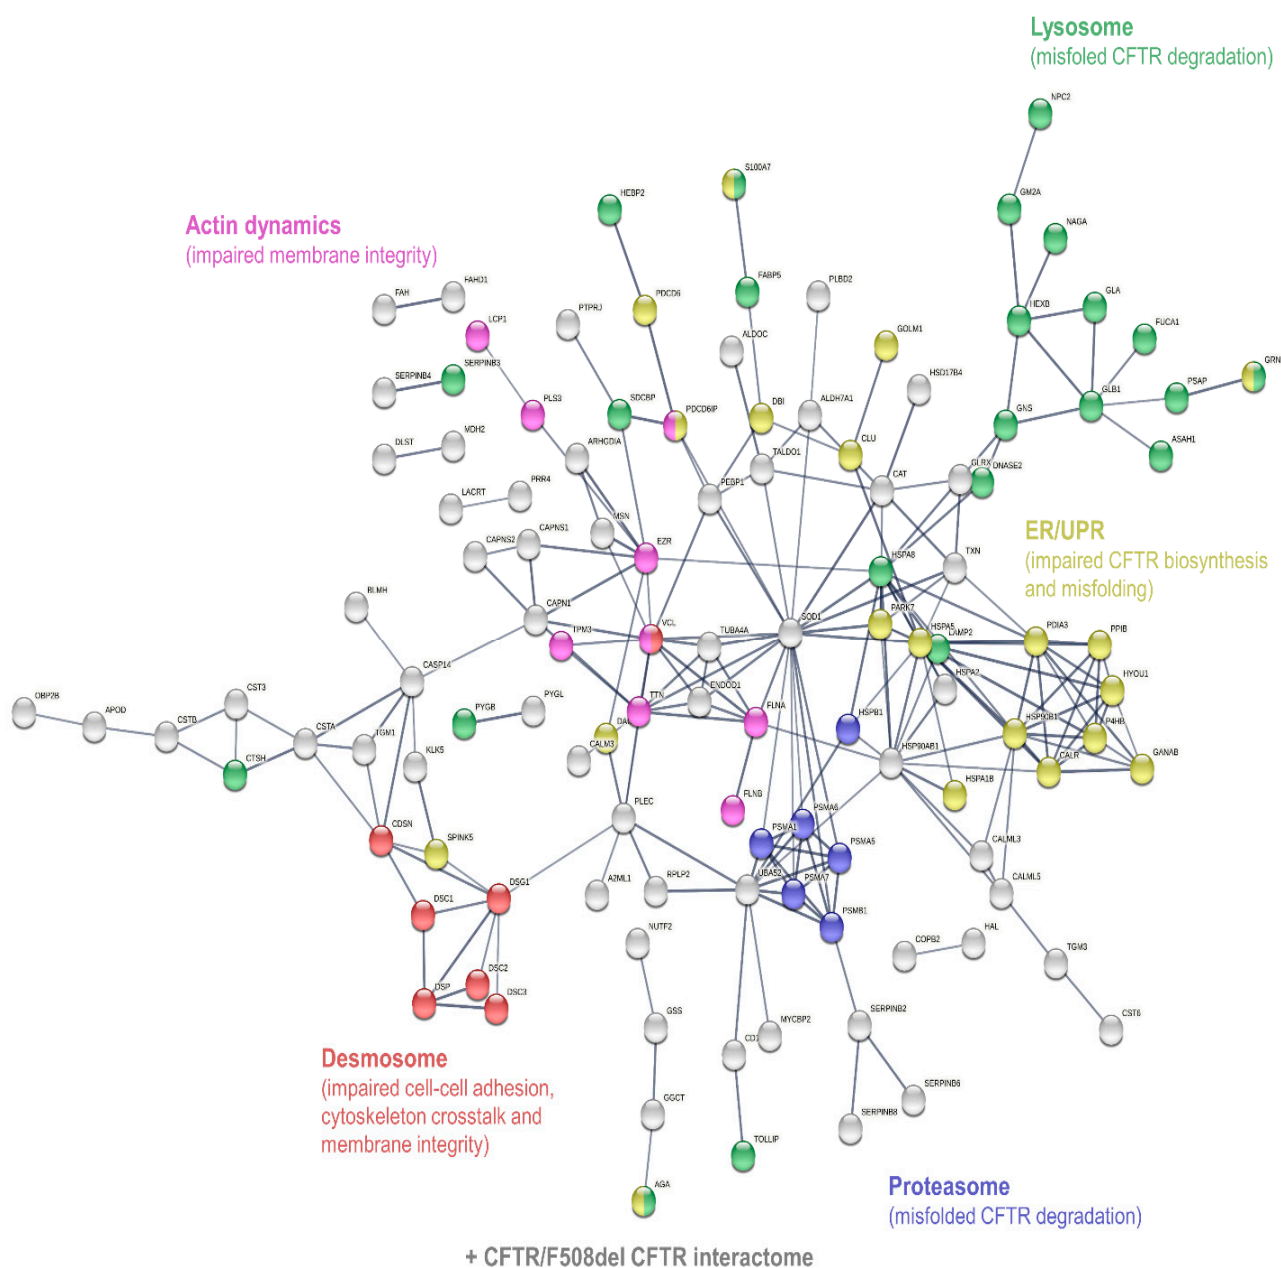 Lysosome
(misfoled CFTR degradation)
NPC2
S100A7
HEBP2
GM2A
NAGA
Actin dynamics
(impaired membrane integrity)
FAH
FAHD1
LCP1
PTPRJ
PDCD6
FABP5
PLBD2
ALDOC
GOLM1
HEXB
GLA
FUCA1
SERPINB4
SERPINB3
HSD17B4
GRN
PSAP
PLS3
SDCBP
PDCD6IP
DBI
ALDH7A1
CLU
GNS
GLB1
ASAH1
DLST
MDH2
ARHGDIA
TALDO1
CAT
GLRX
DNASE2
LACRT
PRR4
PEBP1
MSN
ER/UPR
(impaired CFTR biosynthesis
and misfolding)
CAPNS2
CAPNS1
EZR
HSPA8
TXN
BLMH
CAPN1
TPM3
VCL
TUBA4A
SOD1
PARK7
HSPA5
LAMP2
PDIA3
PPIB
CASP14
ENDOD1
HSPA2
HYOU1
OBP2B
APOD
CST3
CSTB
CTSH
CSTA
TGM1
KLK5
PYGB
PYGL
TTN
FLNA
HSPB1
HSP90B1
P4HB
CALM3
HSP90AB1
CALR
GANAB
FLNB
HSPA1B
PLEC
PSMA1
PSMA6
PSMA5
CDSN
SPINK5
CALML3
A2ML1
RPLP2
UBA52
PSMA7
CALML5
DSG1
DSC1
PSMB1
NUTF2
COPB2
HAL
TGM3
DSC2
DSP
DSC3
GSS
MYCBP2
SERPINB2
CST6
Desmosome
(impaired cell-cell adhesion,
cytoskeleton crosstalk and
membrane integrity)
GGCT
SERPINB6
SERPINB8
TOLLIP
AGA
Proteasome
(misfolded CFTR degradation)
+ CFTR/F508del CFTR interactome